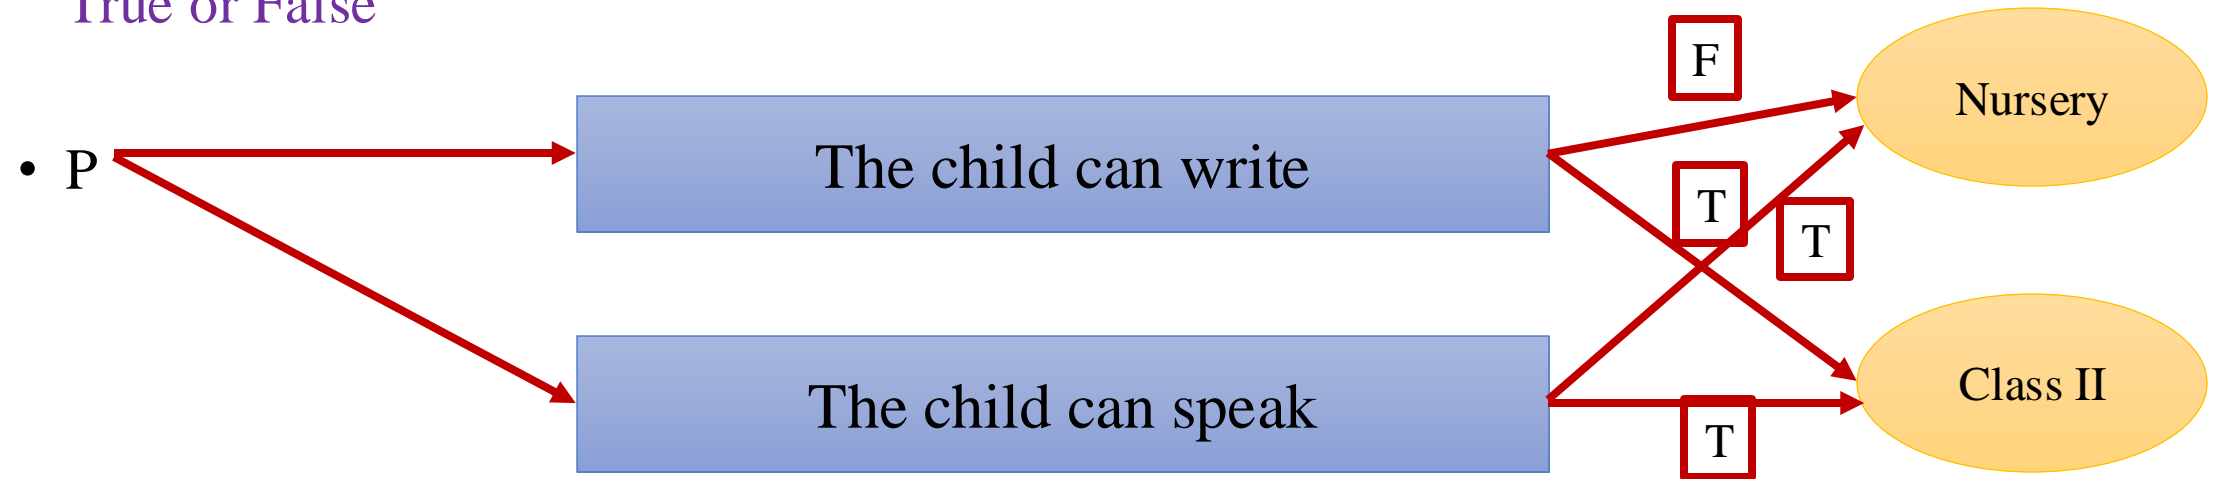 True or False
F
Nursery
• P
The child can write
T
T
The child can speak
Class II
T